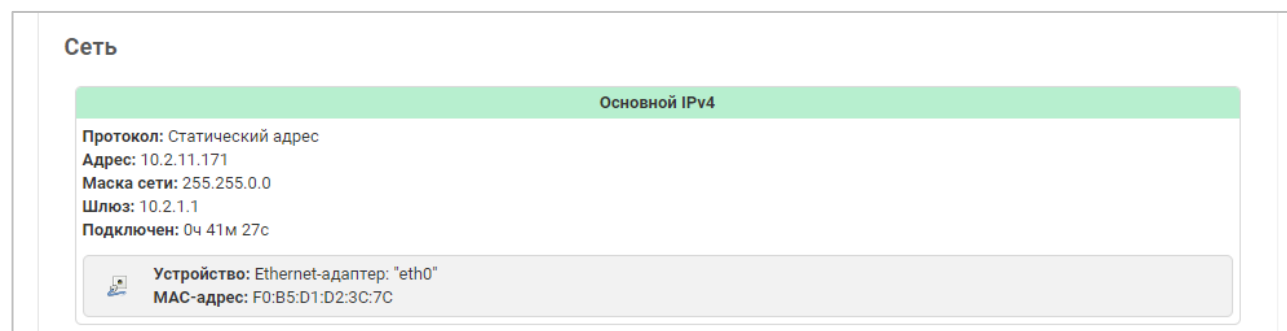 Сеть
Основной IPv4
Протокол: Статический адрес
Адрес: 10.2.11.171
Маска сети: 255.255.0.0
Шлюз: 10.2.1.1
Подключен: 0ч 41м 27с
Устройство: Ethernet-адаптер: "eth0"
MAC-адрес: F0:B5:D1:D2:3C:7C